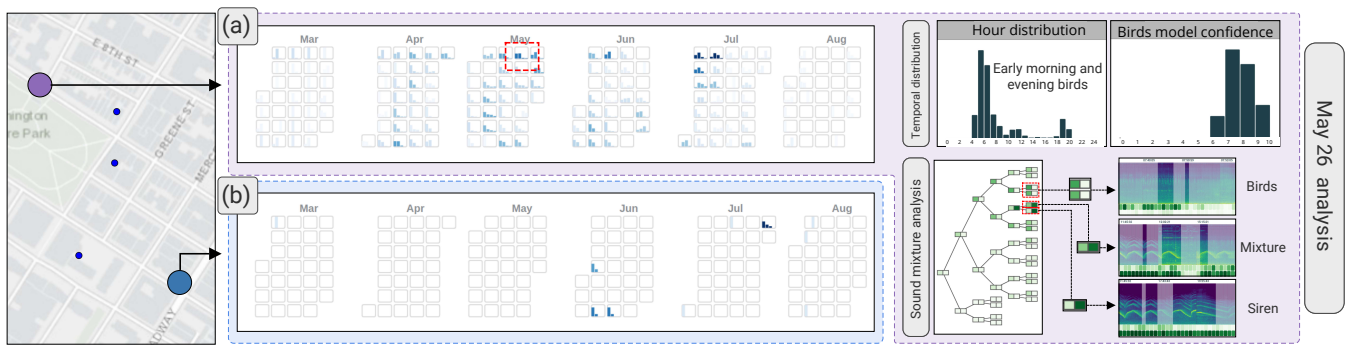 E 8TH ST
nington
re Park
GREENE ST
MERC
ADWAY
(a)
Mar
Apr
May
Jun
Jul
Aug
(b)
Mar
Apr
May
Jun
Jul
Aug
Temporal distribution
Hour distribution
Early morning and
evening birds
0 2 4 6 8 10 12 14 16 18 20 22 24
Birds model confidence
0 1 2 3 4 5 6 7 8 9 10
Sound mixture analysis
Birds
Mixture
Siren
May 26 analysis